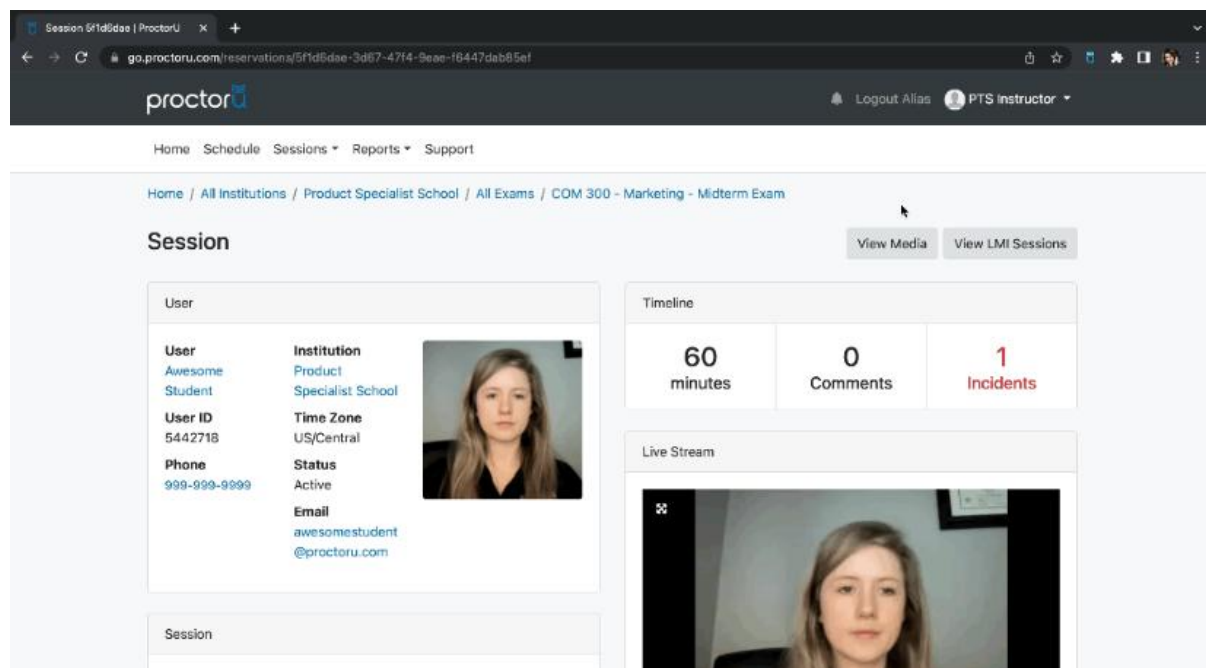 Session 5f1d6dae | ProctorU
go.proctoru.com/reservations/5f1d6dae-3d67-47f4-9eae-f6447dab85ef
proctorU
Logout Alias PTS Instructor
Home Schedule Sessions Reports Support
Home / All Institutions / Product Specialist School / All Exams / COM 300 - Marketing - Midterm Exam
Session
View Media View LMI Sessions
User
User
Awesome
Student
User ID
5442718
Phone
999-999-9999
Institution
Product
Specialist School
Time Zone
US/Central
Status
Active
Email
awesomestudent
@proctoru.com
Session
Timeline
60
minutes
0
Comments
1
Incidents
Live Stream